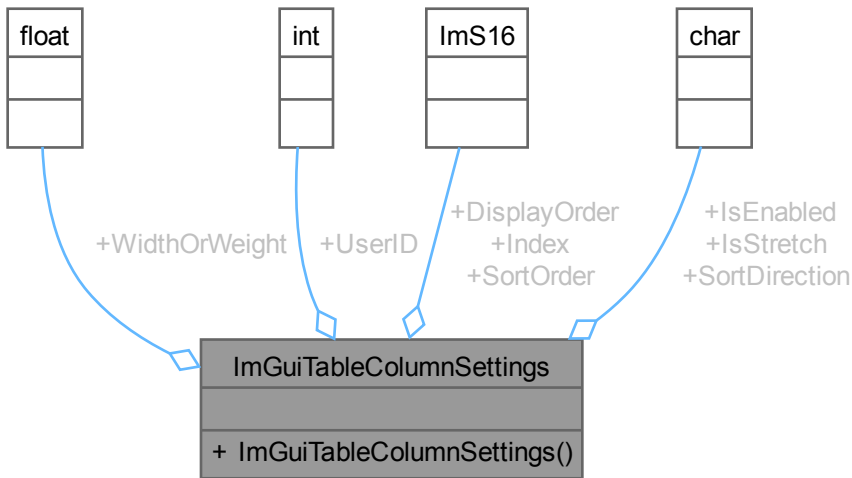 float
int
ImS16
char
+WidthOrWeight
+UserID
+DisplayOrder
+Index
+SortOrder
+IsEnabled
+IsStretch
+SortDirection
ImGuiTableColumnSettings
+ ImGuiTableColumnSettings()